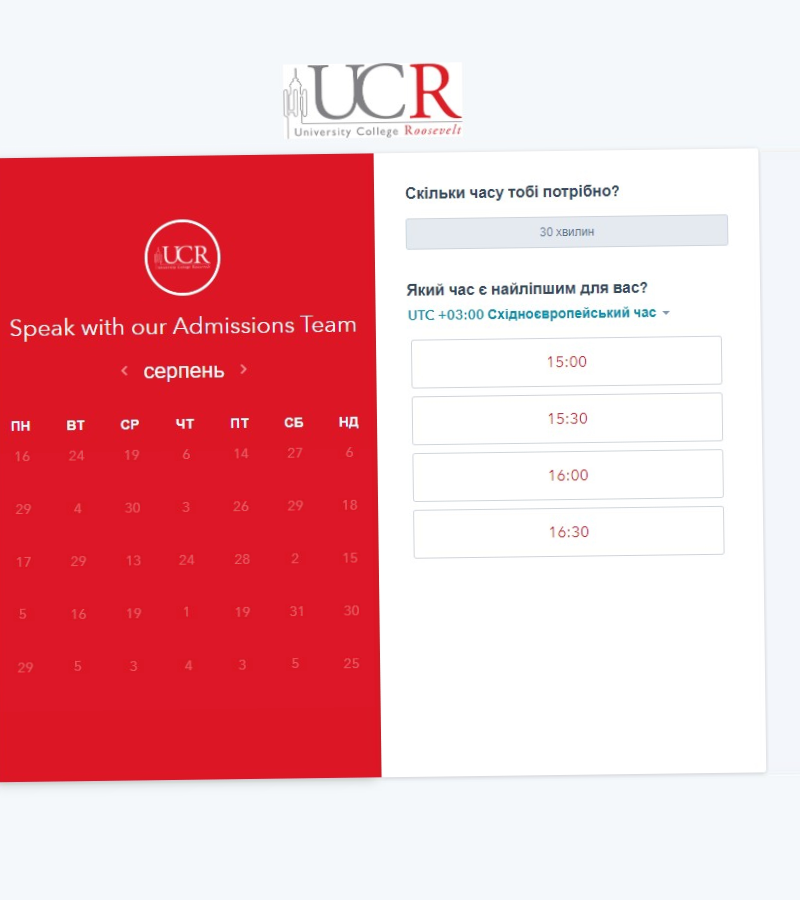 UCR
University College Roosevelt
UCR
Speak with our Admissions Team
серпень
ПН ВТ СР ЧТ ПТ СБ НД
16 24 19 6 14 27 6
29 4 30 3 26 29 18
17 29 13 24 28 2 15
5 16 19 1 19 31 30
29 5 3 4 3 5 25
Скільки часу тобі потрібно?
30 хвилин
Який час є найліпшим для вас?
UTC +03:00 Східноєвропейський час
15:00
15:30
16:00
16:30